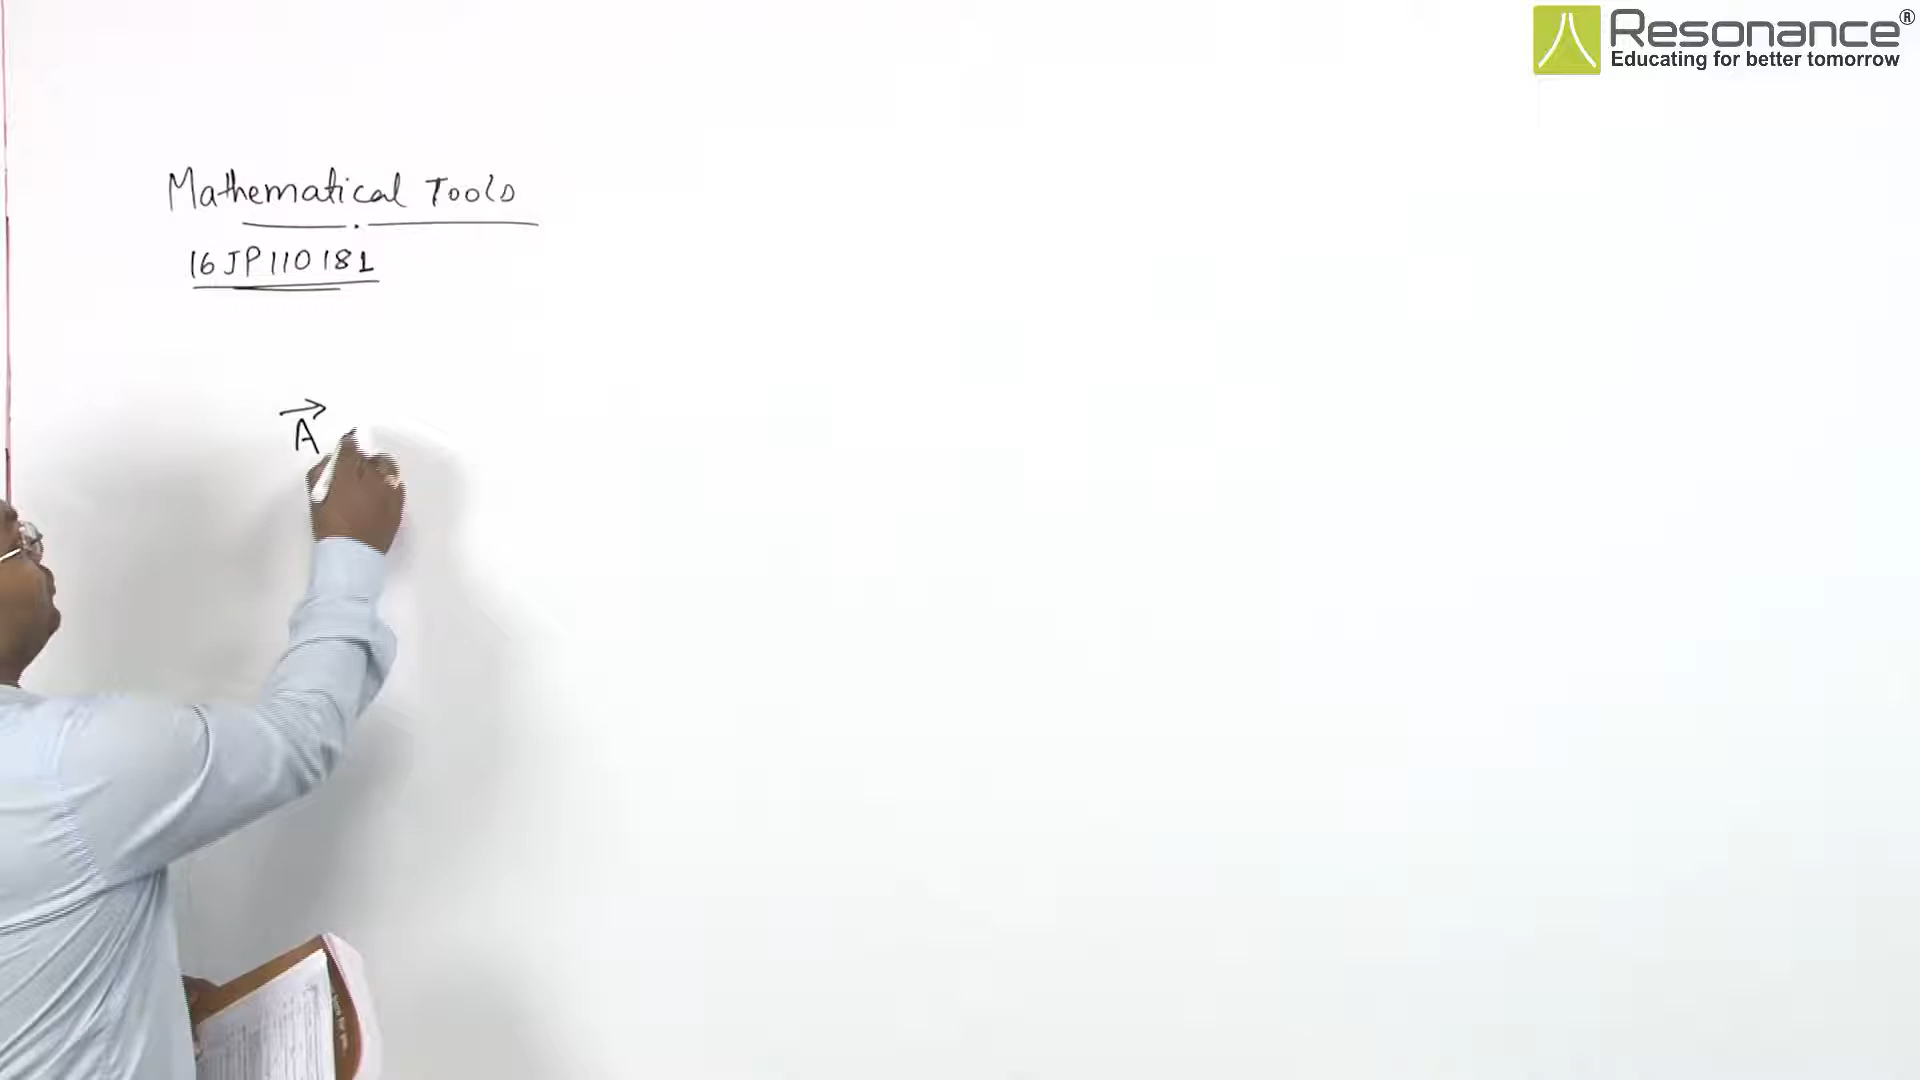 Resonance®
Educating for better tomorrow
Mathematical Tools
16JP110181
A